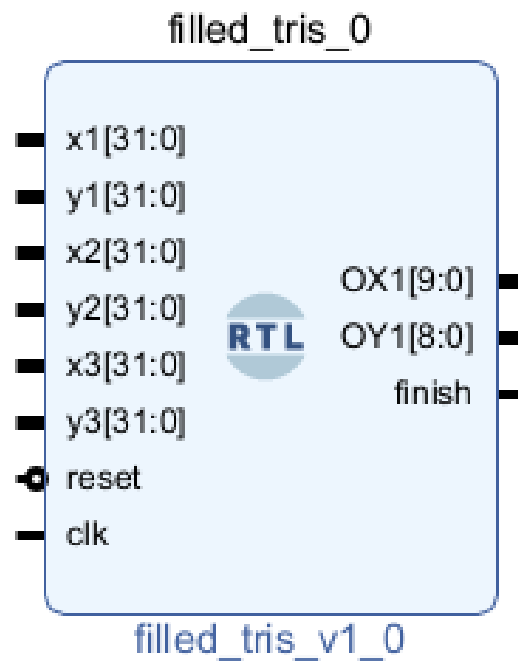 filled_tris_0
x1[31:0]
y1[31:0]
x2[31:0]
y2[31:0]
x3[31:0]
y3[31:0]
reset
clk
RTL
OX1[9:0]
OY1[8:0]
finish
filled_tris_v1_0